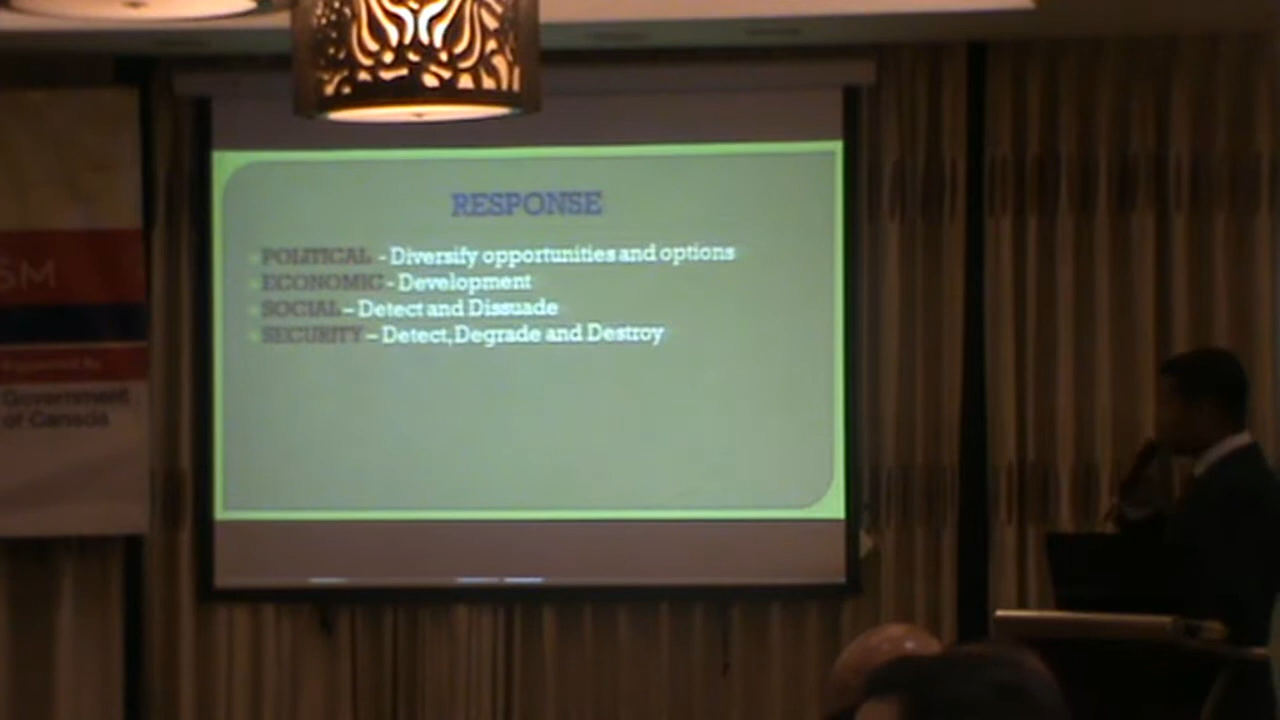 RESPONSE
POLITICAL - Diversify opportunities and options
ECONOMIC - Development
SOCIAL – Detect and Dissuade
SECURITY – Detect, Degrade and Destroy
SM
Government
of Canada